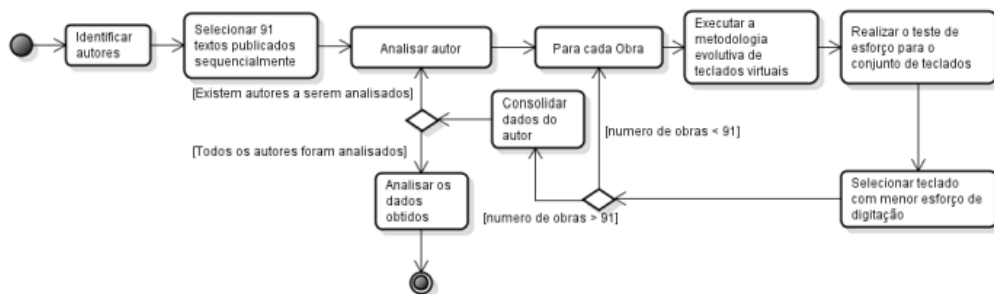 Identificar
autores
Selecionar 91
textos publicados
sequencialmente
Analisar autor
Para cada Obra
Executar a
metodologia
evolutiva de
teclados virtuais
Realizar o teste de
esforço para o
conjunto de teclados
[Existem autores a serem analisados]
Consolidar
dados do
autor
[numero de obras < 91]
[Todos os autores foram analisados]
Analisar os
dados
obtidos
[numero de obras > 91]
Selecionar teclado
com menor esforço de
digitação